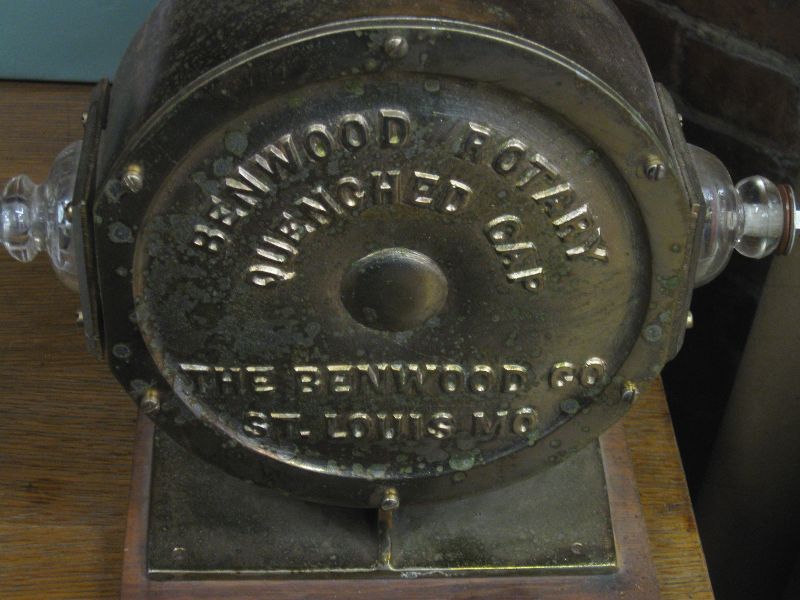 BENWOOD ROTARY
QUENCHED GAP
THE BENWOOD CO
ST. LOUIS MO